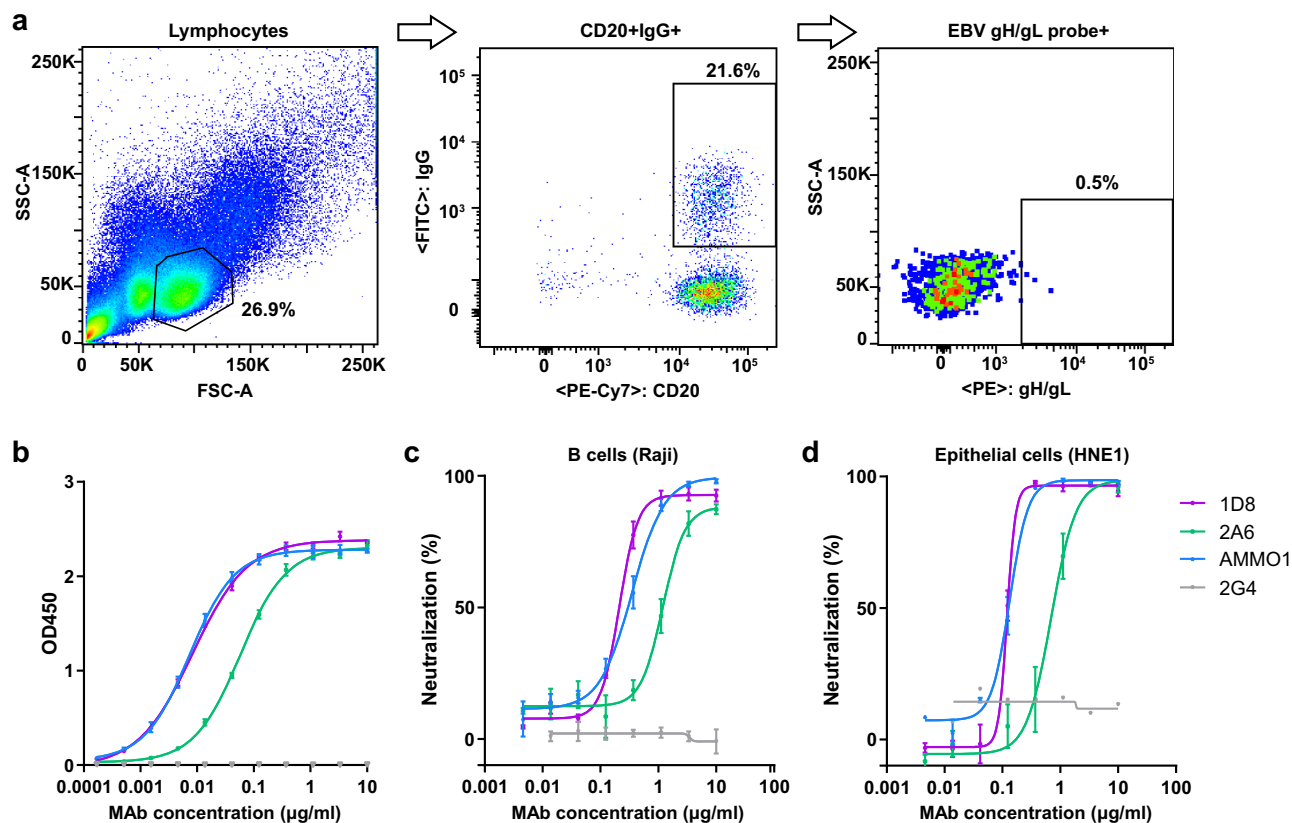 a
Lymphocytes
CD20+IgG+
EBV gH/gL probe+
250K
150K
100K
50K
0
SSC-A
26.9%
0
50K
150K
250K
FSC-A
10^5
10^4
10^3
0
<FITC>: IgG
21.6%
0
10^3
10^4
10^5
<PE-Cy7>: CD20
250K
150K
100K
50K
0
SSC-A
0.5%
0
10^3
10^4
10^5
<PE>: gH/gL
b
3
2
1
0
OD450
0.0001
0.001
0.01
0.1
1
10
MAb concentration (µg/ml)
c
B cells (Raji)
100
50
0
Neutralization (%)
0.001
0.01
0.1
1
10
100
MAb concentration (µg/ml)
d
Epithelial cells (HNE1)
100
50
0
Neutralization (%)
0.001
0.01
0.1
1
10
100
MAb concentration (µg/ml)
1D8
2A6
AMMO1
2G4